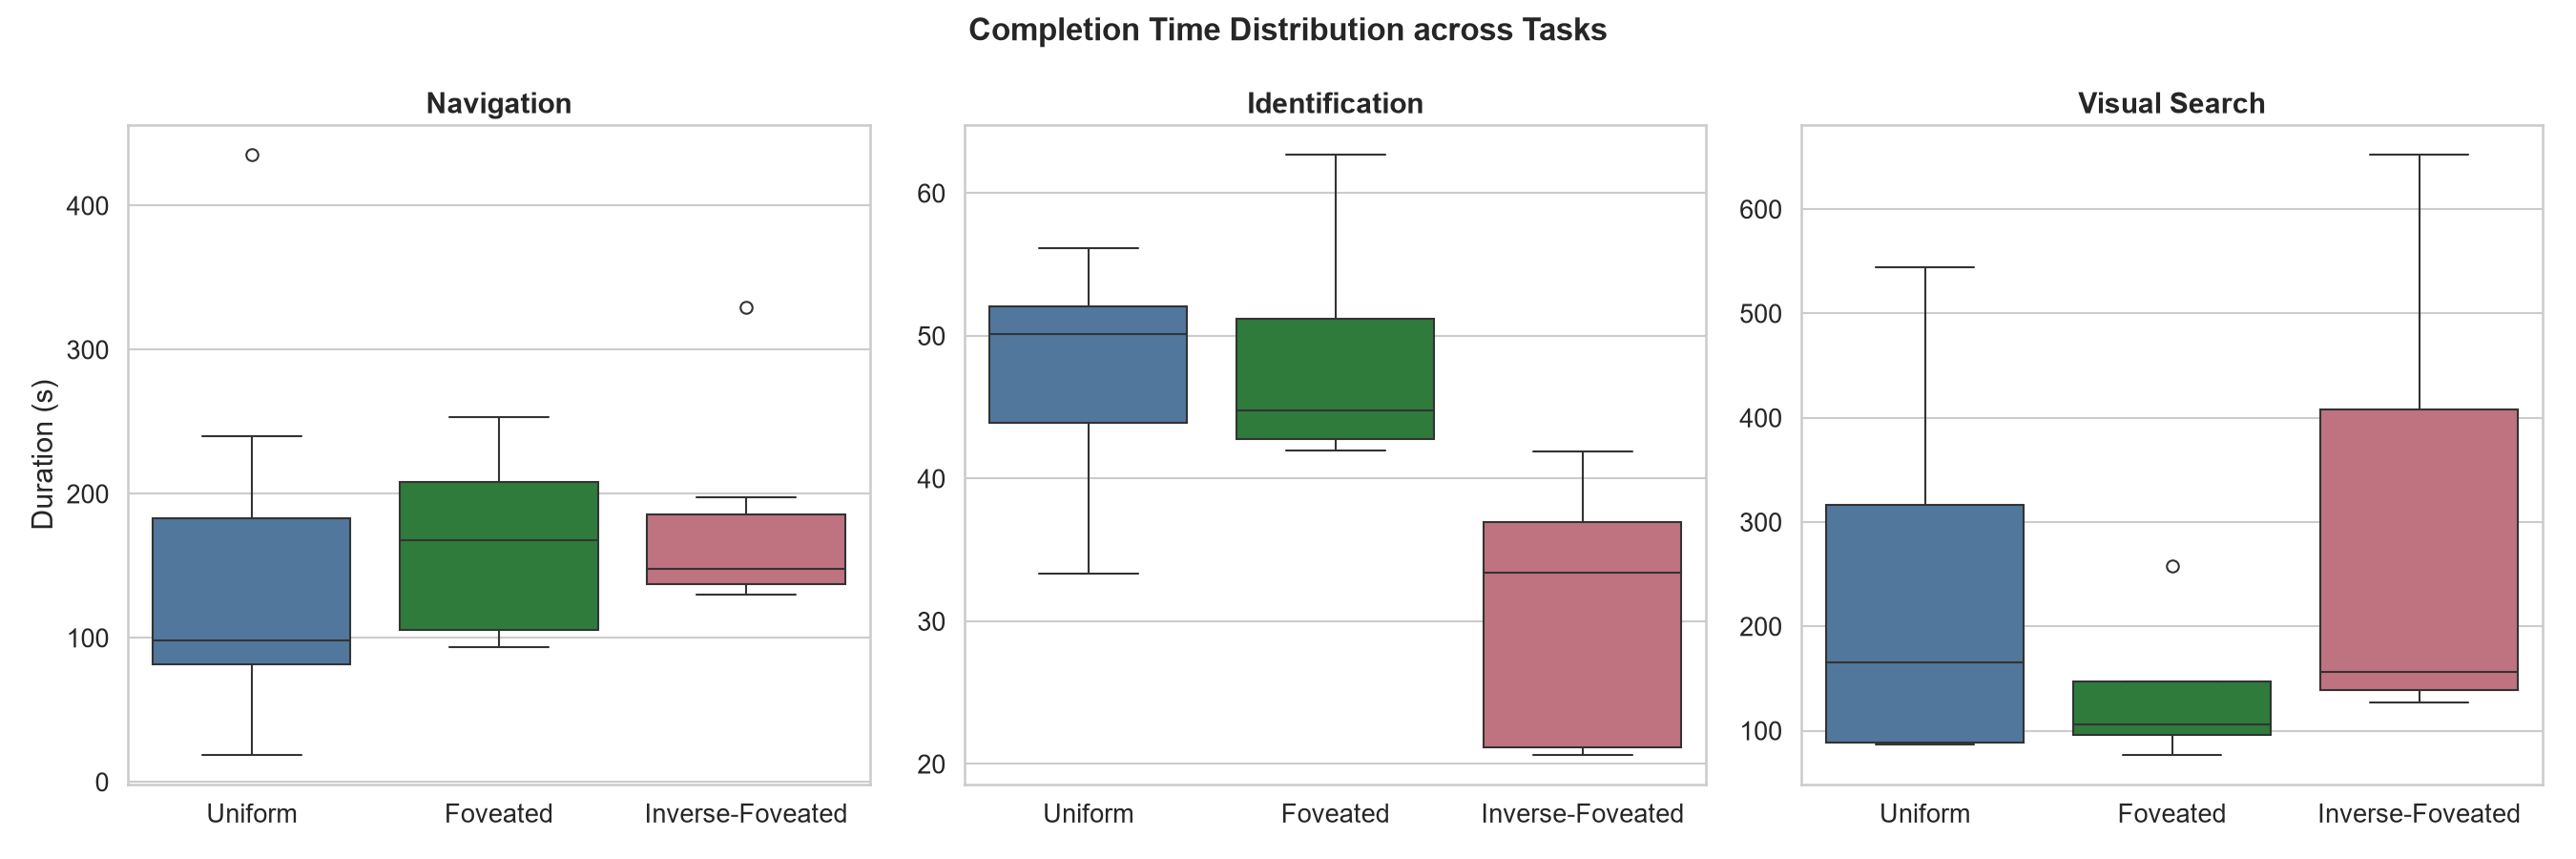 Completion Time Distribution across Tasks
Navigation
Identification
Visual Search
Duration (s)
400
300
200
100
0
Uniform
Foveated
Inverse-Foveated
60
50
40
30
20
Uniform
Foveated
Inverse-Foveated
600
500
400
300
200
100
Uniform
Foveated
Inverse-Foveated